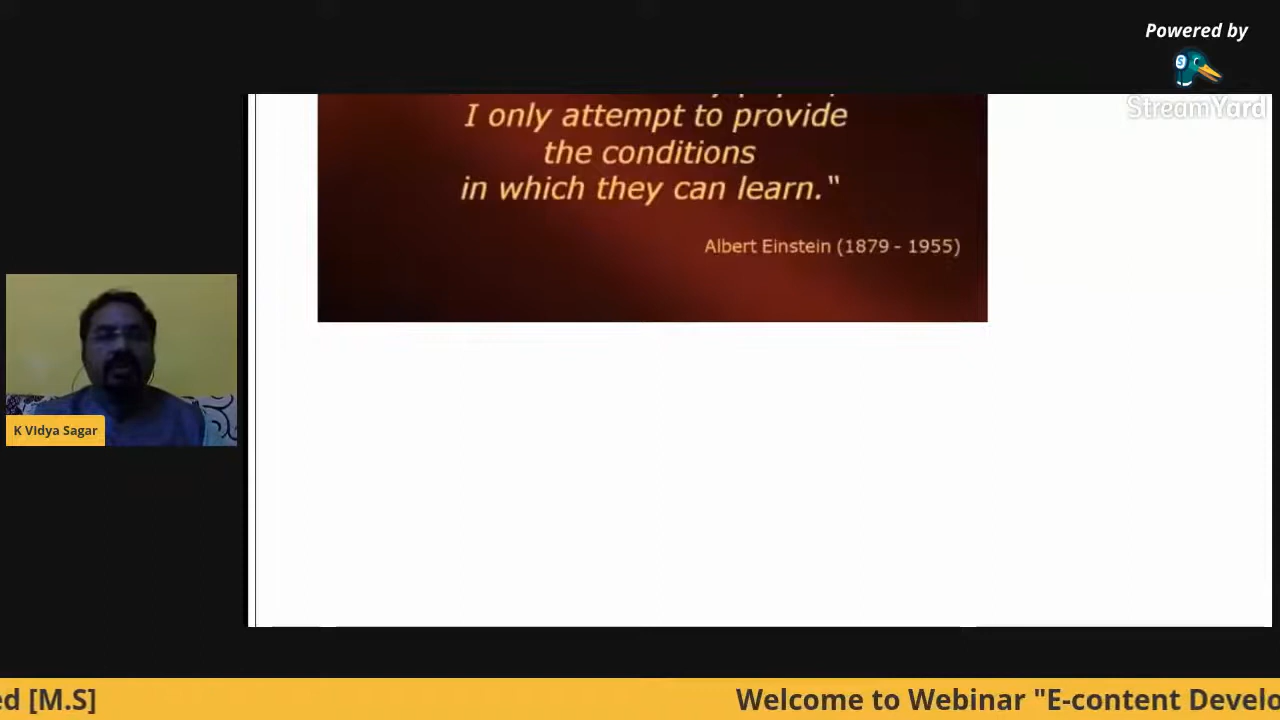 Powered by
StreamYard
I only attempt to provide
the conditions
in which they can learn."
Albert Einstein (1879 - 1955)
K VIdya Sagar
ed [M.S]
Welcome to Webinar "E-content Develo